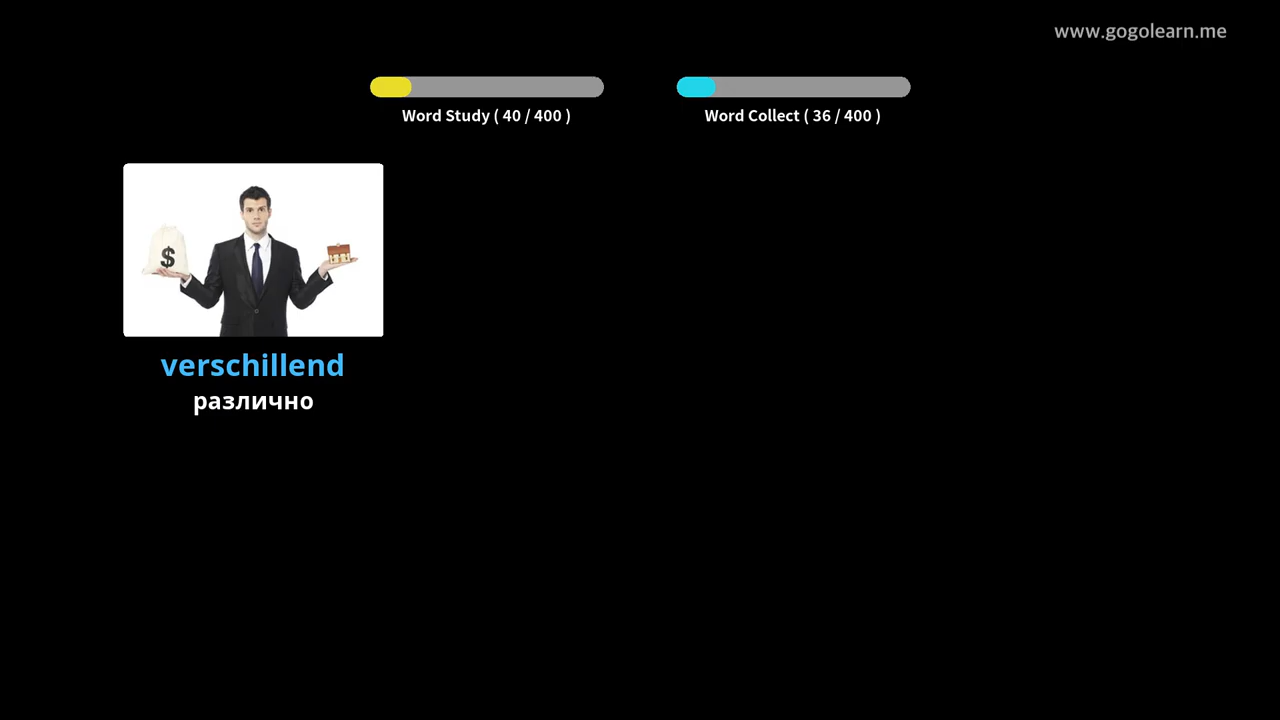 www.gogolearn.me
Word Study ( 40 / 400 )
Word Collect ( 36 / 400 )
$
verschillend
различно